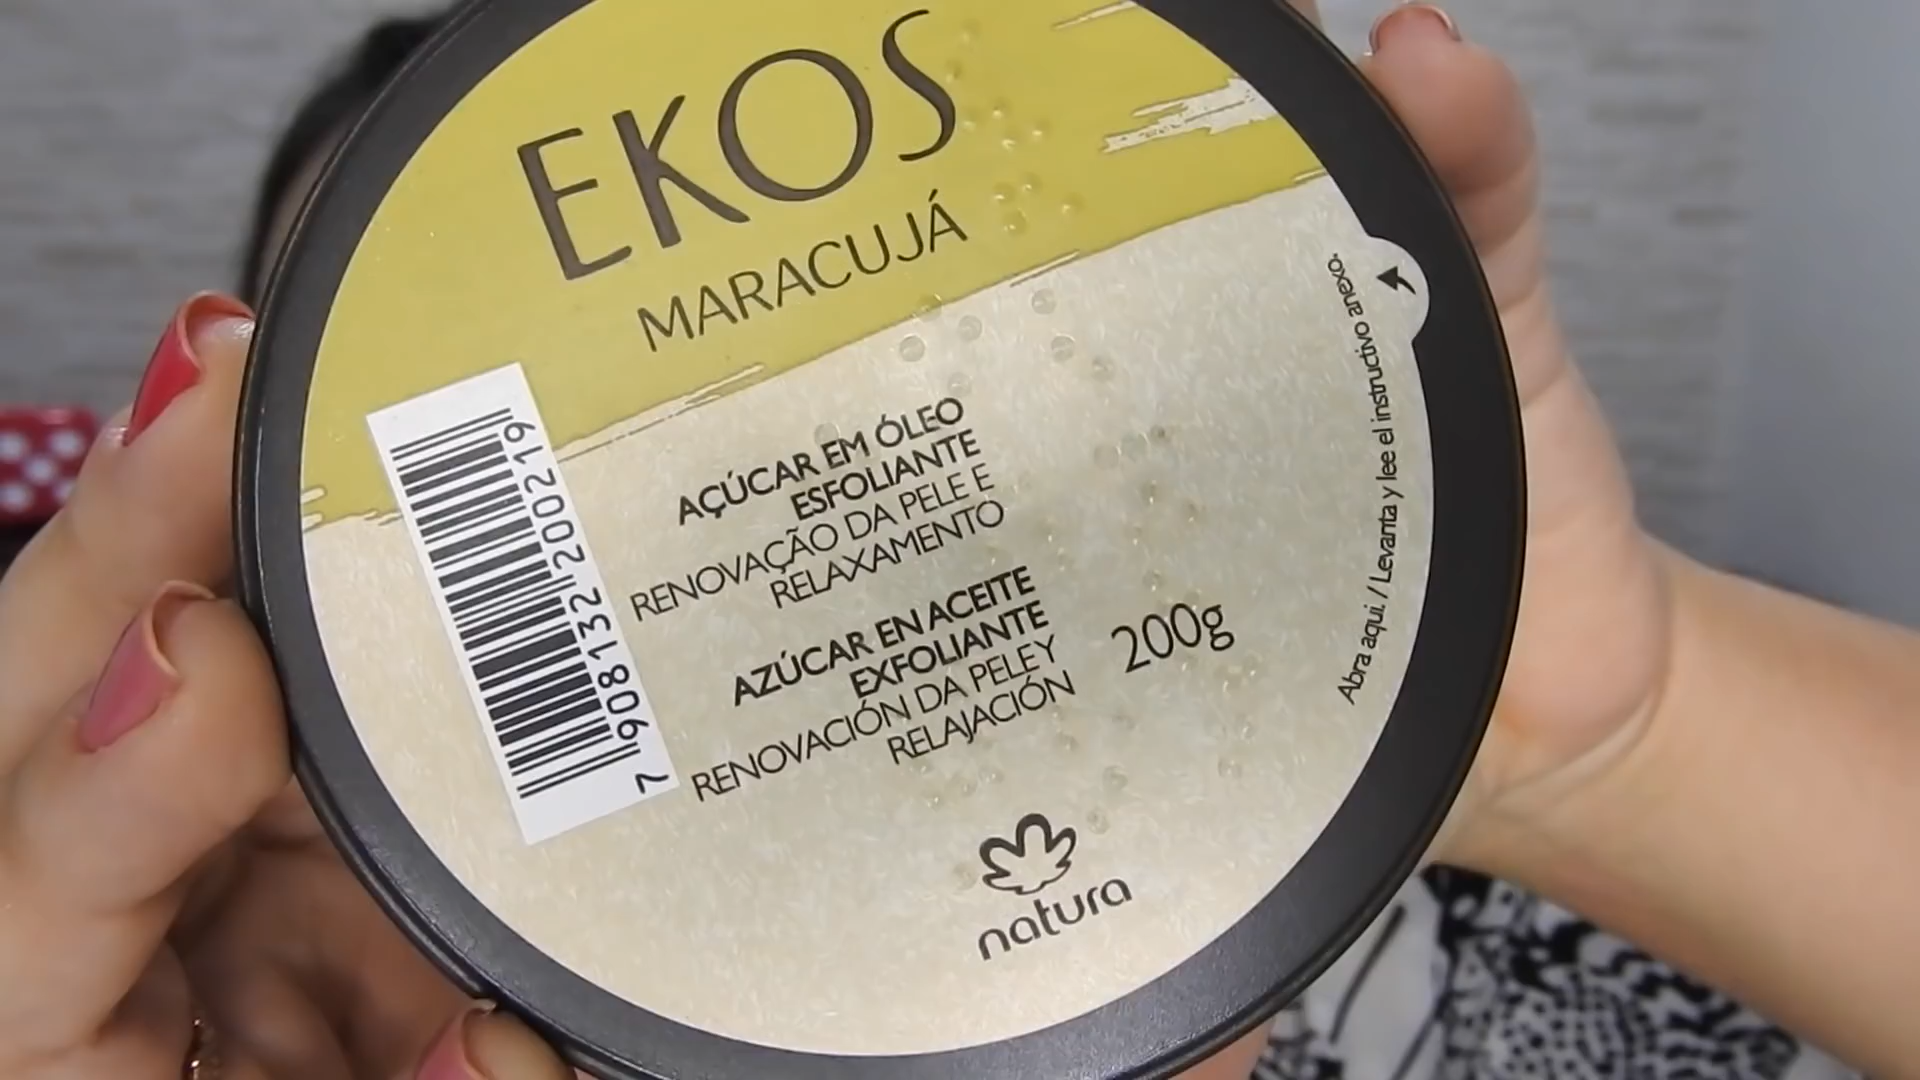 EKOS
MARACUJÁ
AÇÚCAR EM ÓLEO
ESFOLIANTE
RENOVAÇÃO DA PELE E
RELAXAMENTO
AZÚCAR EN ACEITE
EXFOLIANTE
RENOVACIÓN DA PELE Y
RELAJACIÓN
200g
natura
7 908132 200219
Abra aqui. / Levanta y lee el instructivo anexo.